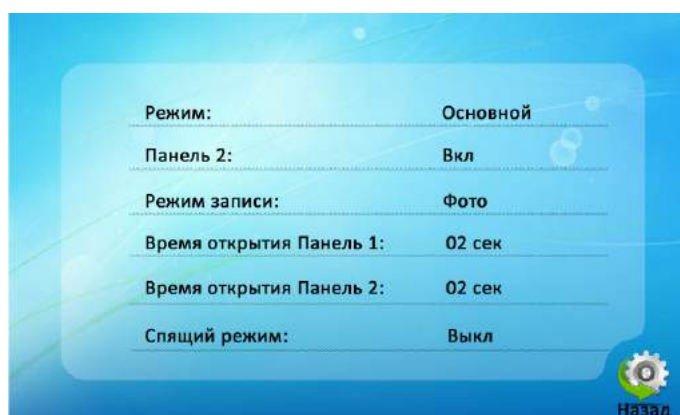 Режим: Основной
Панель 2: Вкл
Режим записи: Фото
Время открытия Панель 1: 02 сек
Время открытия Панель 2: 02 сек
Спящий режим: Выкл
Назад